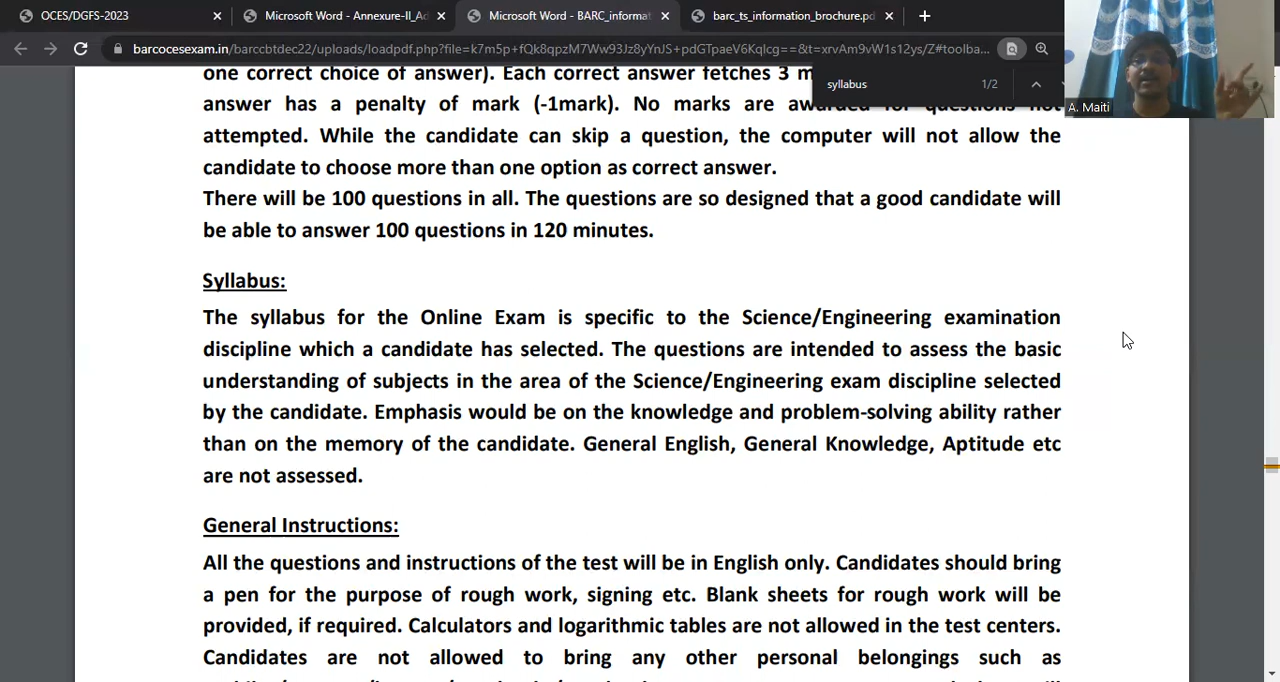 OCES/DGFS-2023
Microsoft Word - Annexure-II_Ad
Microsoft Word - BARC_informat
barc_ts_information_brochure.pd
barcocesexam.in/barccbtdec22/uploads/loadpdf.php?file=k7m5p+fQk8qpzM7Ww93Jz8yYnJS+pdGTpaeV6Kqlcg==&t=xrvAm9vW1s12ys/Z#toolba...
syllabus 1/2
A. Maiti
one correct choice of answer). Each correct answer fetches 3 m
answer has a penalty of mark (-1mark). No marks are awarded for questions not
attempted. While the candidate can skip a question, the computer will not allow the
candidate to choose more than one option as correct answer.
There will be 100 questions in all. The questions are so designed that a good candidate will
be able to answer 100 questions in 120 minutes.
Syllabus:
The syllabus for the Online Exam is specific to the Science/Engineering examination
discipline which a candidate has selected. The questions are intended to assess the basic
understanding of subjects in the area of the Science/Engineering exam discipline selected
by the candidate. Emphasis would be on the knowledge and problem-solving ability rather
than on the memory of the candidate. General English, General Knowledge, Aptitude etc
are not assessed.
General Instructions:
All the questions and instructions of the test will be in English only. Candidates should bring
a pen for the purpose of rough work, signing etc. Blank sheets for rough work will be
provided, if required. Calculators and logarithmic tables are not allowed in the test centers.
Candidates are not allowed to bring any other personal belongings such as